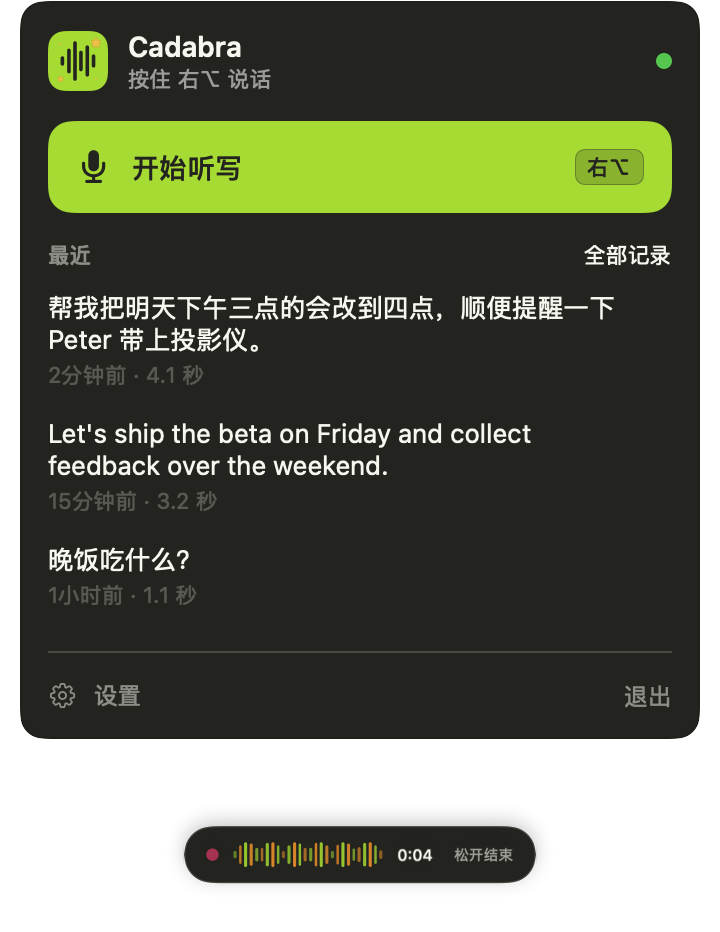 Cadabra
按住 右⌥ 说话
开始听写
右⌥
最近
全部记录
帮我把明天下午三点的会改到四点，顺便提醒一下
Peter 带上投影仪。
2分钟前 · 4.1 秒
Let's ship the beta on Friday and collect
feedback over the weekend.
15分钟前 · 3.2 秒
晚饭吃什么？
1小时前 · 1.1 秒
设置
退出
0:04
松开结束